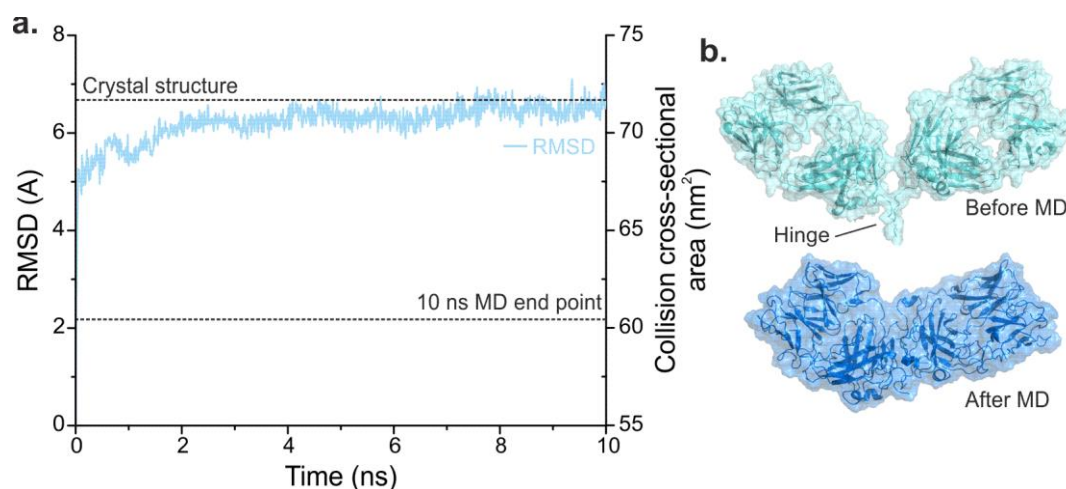 a.
8
6
4
2
0
RMSD (A)
Crystal structure
RMSD
10 ns MD end point
0
2
4
6
8
10
Time (ns)
75
70
65
60
55
Collision cross-sectional
area (nm²)
b.
Before MD
Hinge
After MD